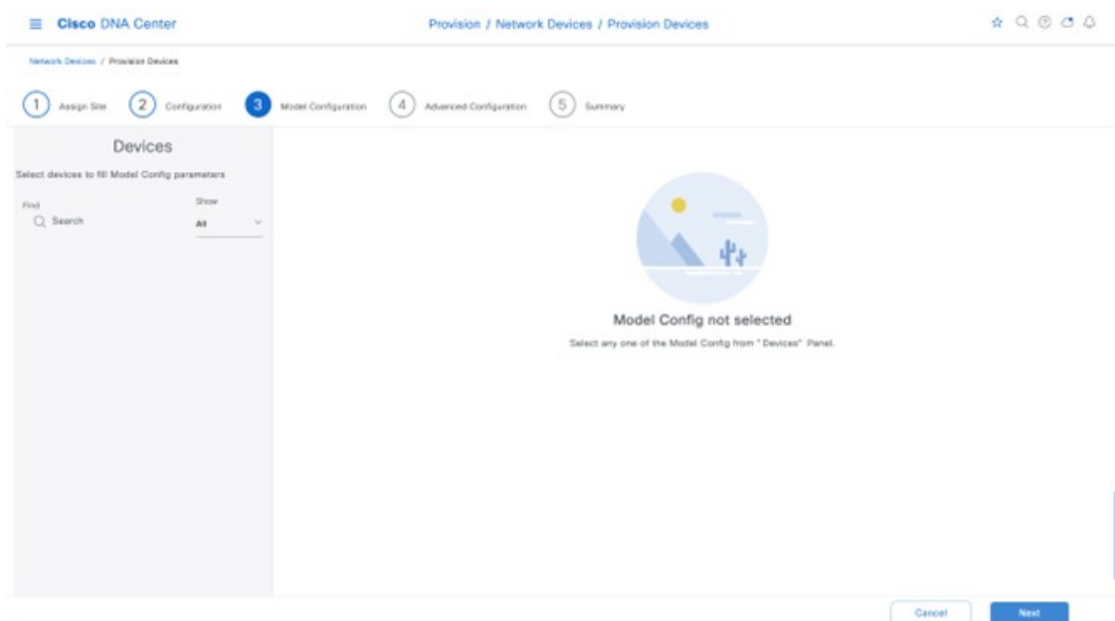 Cisco DNA Center
Provision / Network Devices / Provision Devices
Network Devices / Provision Devices
1 Assign Site 2 Configuration 3 Model Configuration 4 Advanced Configuration 5 Summary
Devices
Select devices to fill Model Config parameters
Find
Show
Search
All
Model Config not selected
Select any one of the Model Config from " Devices" Panel.
Cancel
Next